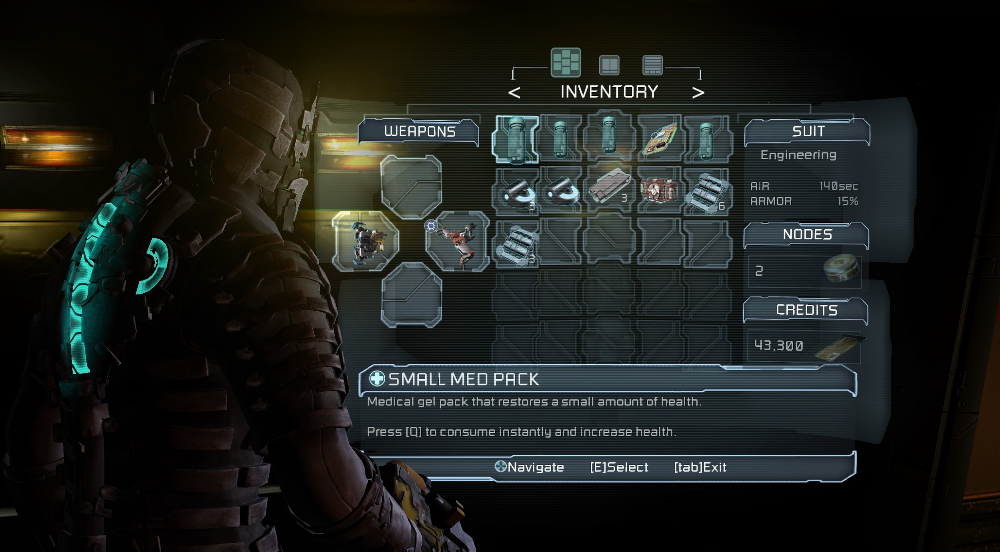 < INVENTORY >
WEAPONS
3
3
6
3
SUIT
Engineering
AIR 140sec
ARMOR 15%
NODES
2
CREDITS
43,300
SMALL MED PACK
Medical gel pack that restores a small amount of health.
Press [Q] to consume instantly and increase health.
Navigate [E]Select [tab]Exit